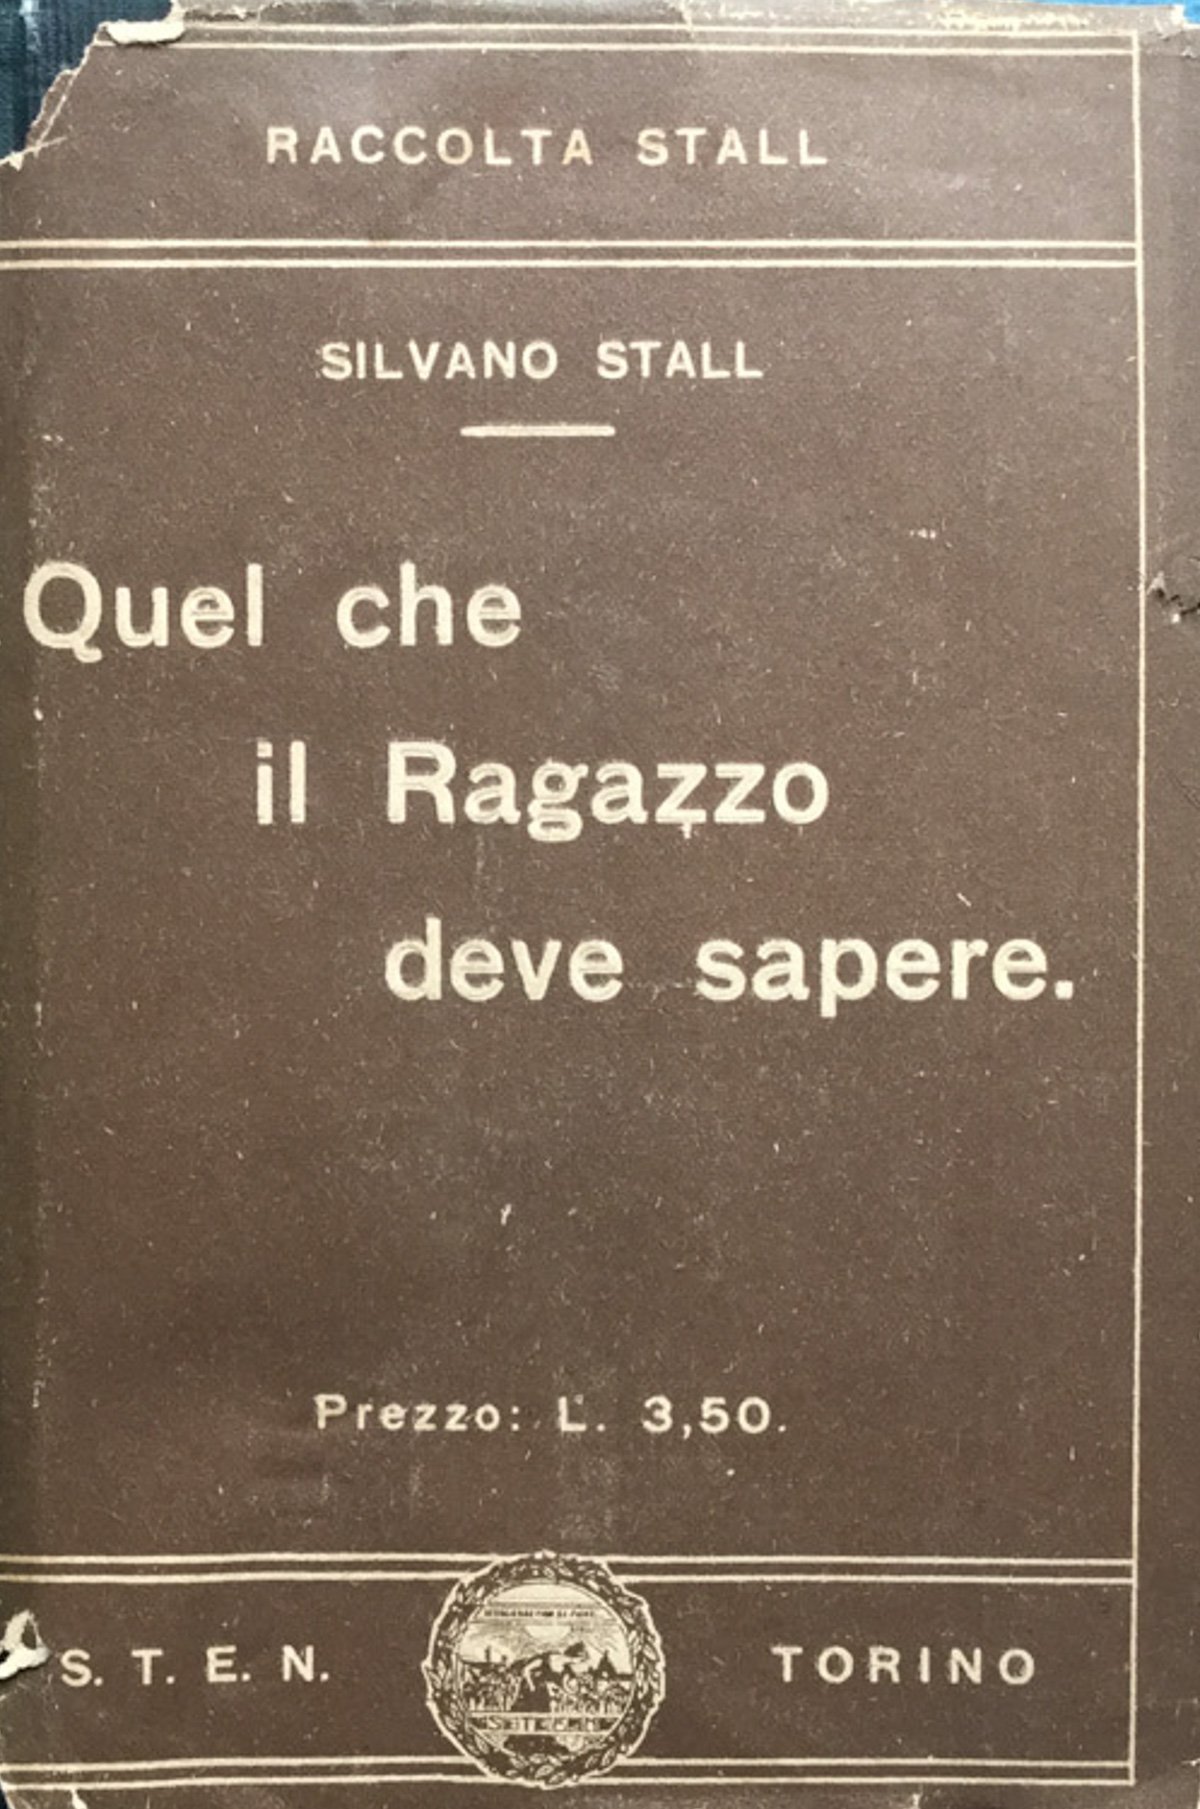 RACCOLTA STALL
SILVANO STALL
Quel che
il Ragazzo
deve sapere.
Prezzo: L. 3,50.
S. T. E. N.
TORINO